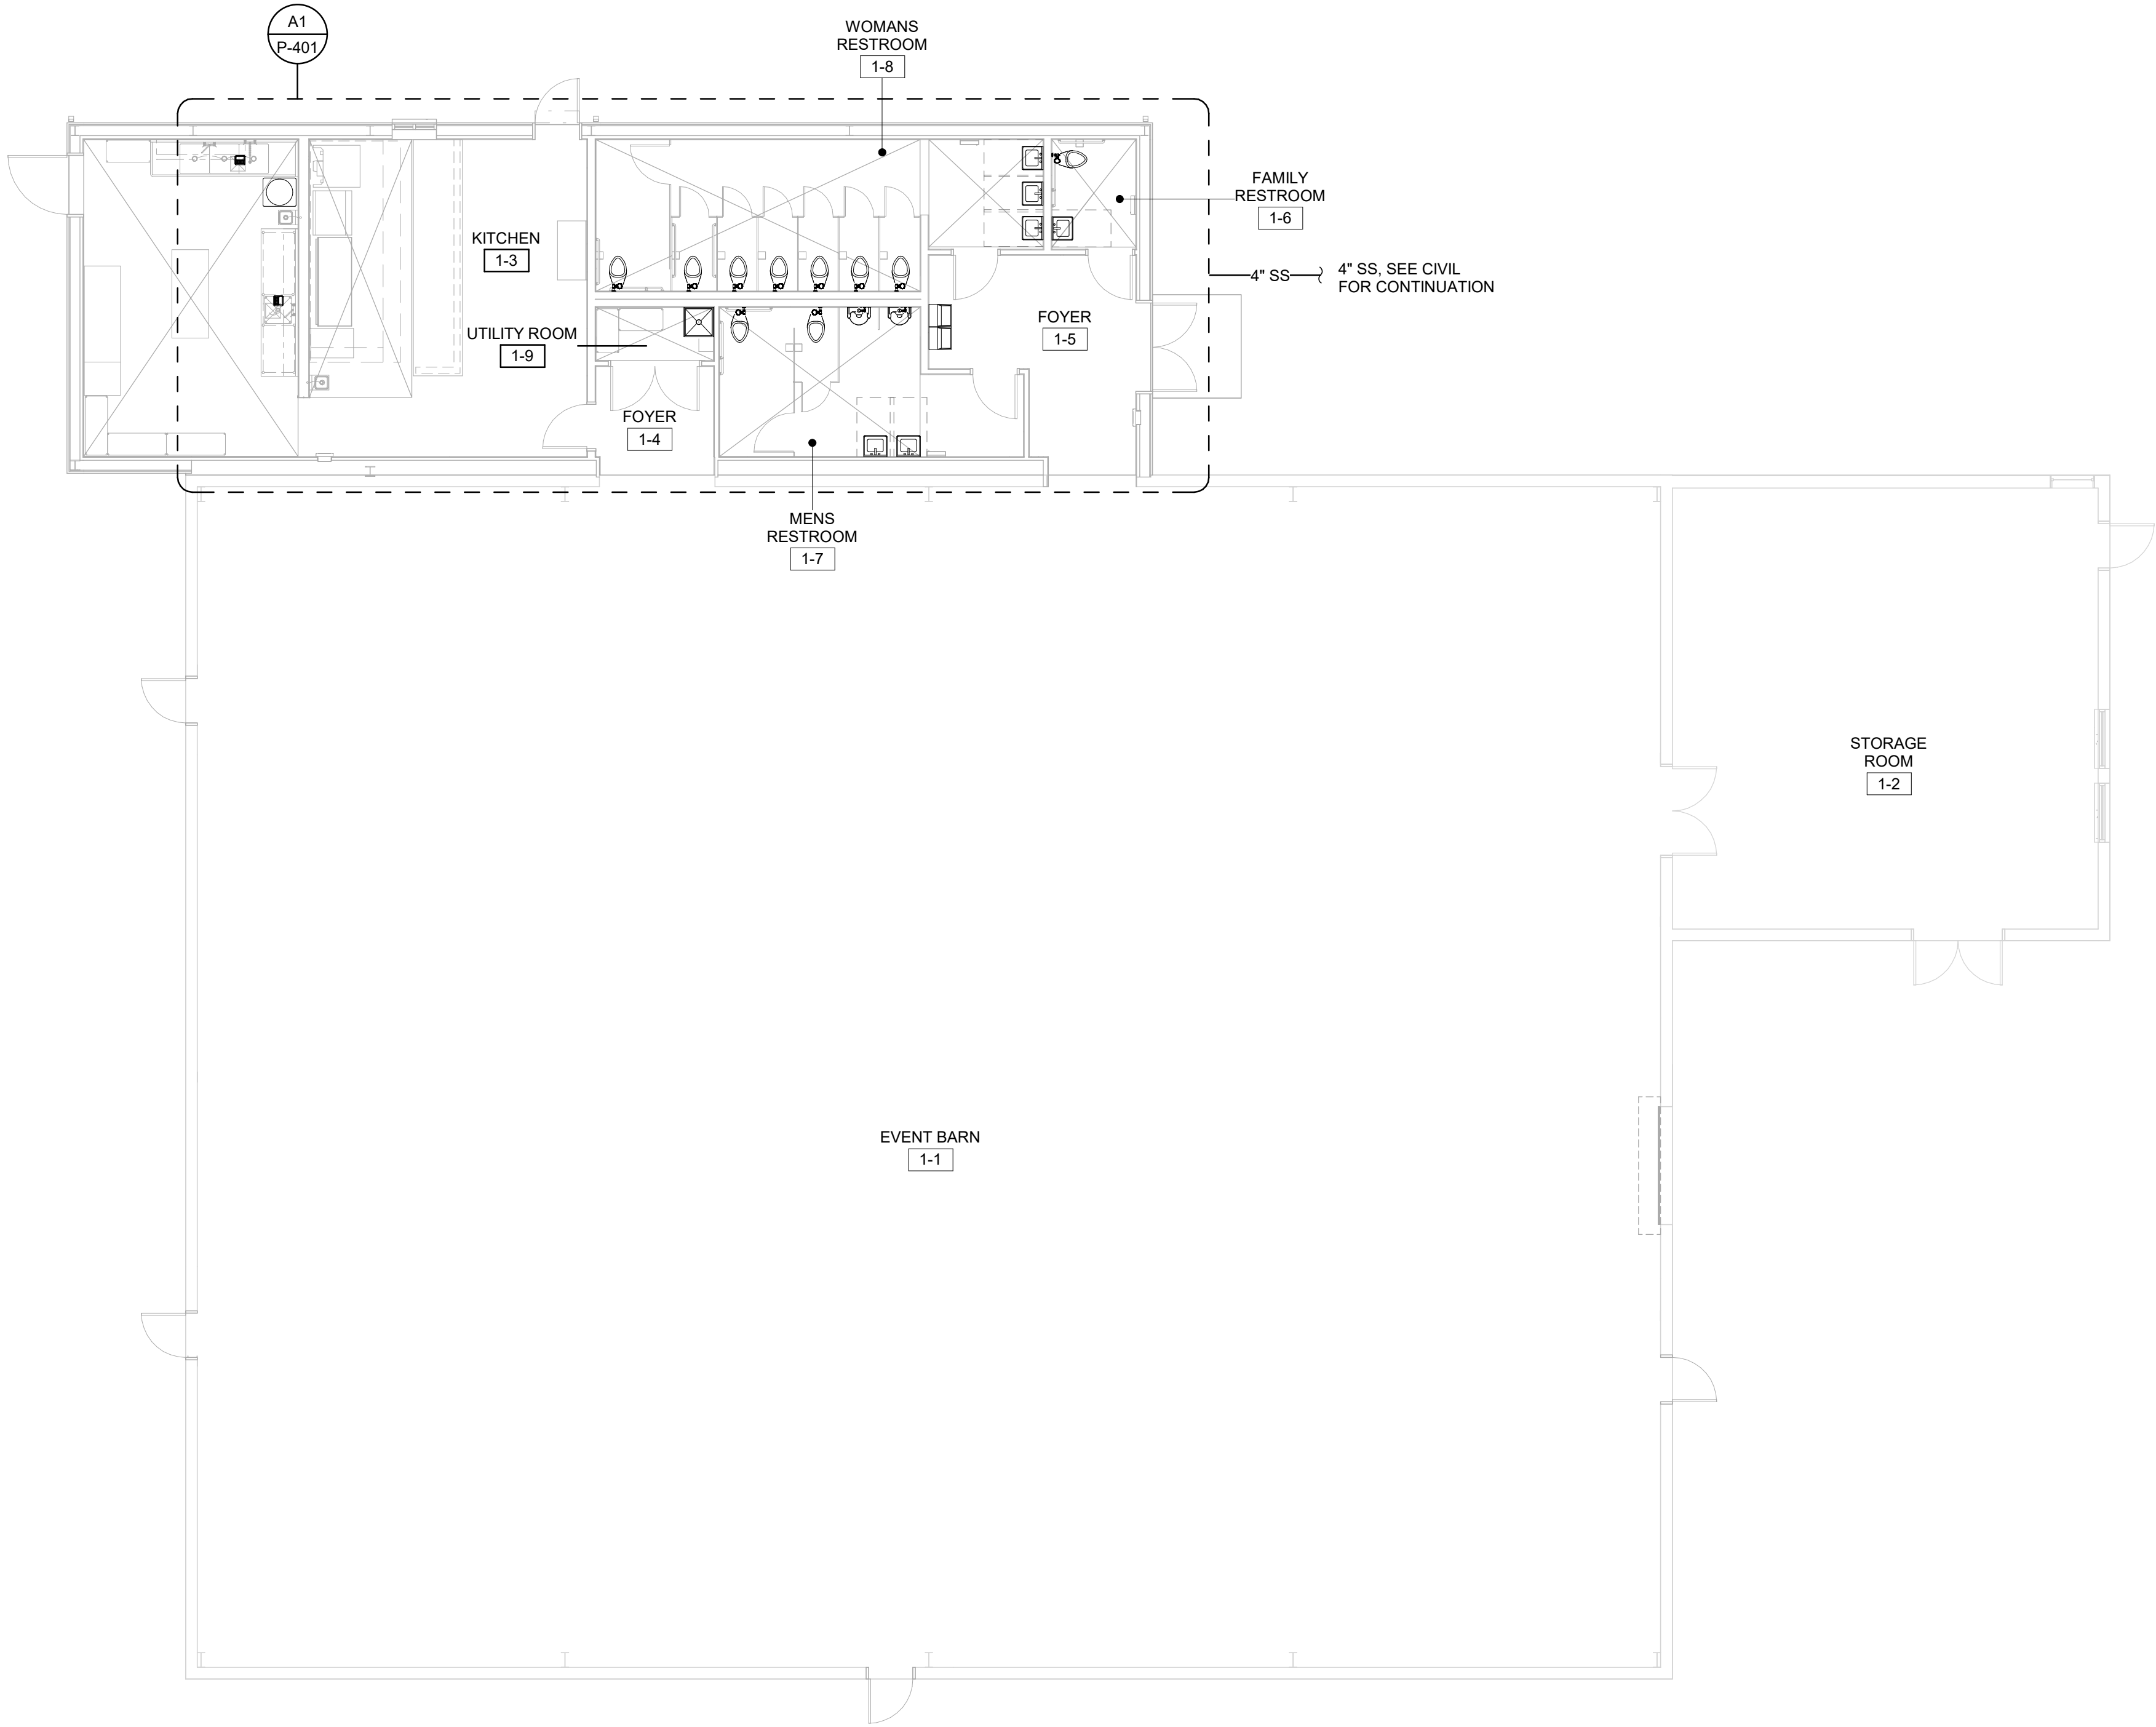 A1
P-401
WOMANS
RESTROOM
1-8
FAMILY
RESTROOM
1-6
KITCHEN
1-3
4" SS
4" SS, SEE CIVIL
FOR CONTINUATION
UTILITY ROOM
1-9
FOYER
1-5
FOYER
1-4
MENS
RESTROOM
1-7
STORAGE
ROOM
1-2
EVENT BARN
1-1